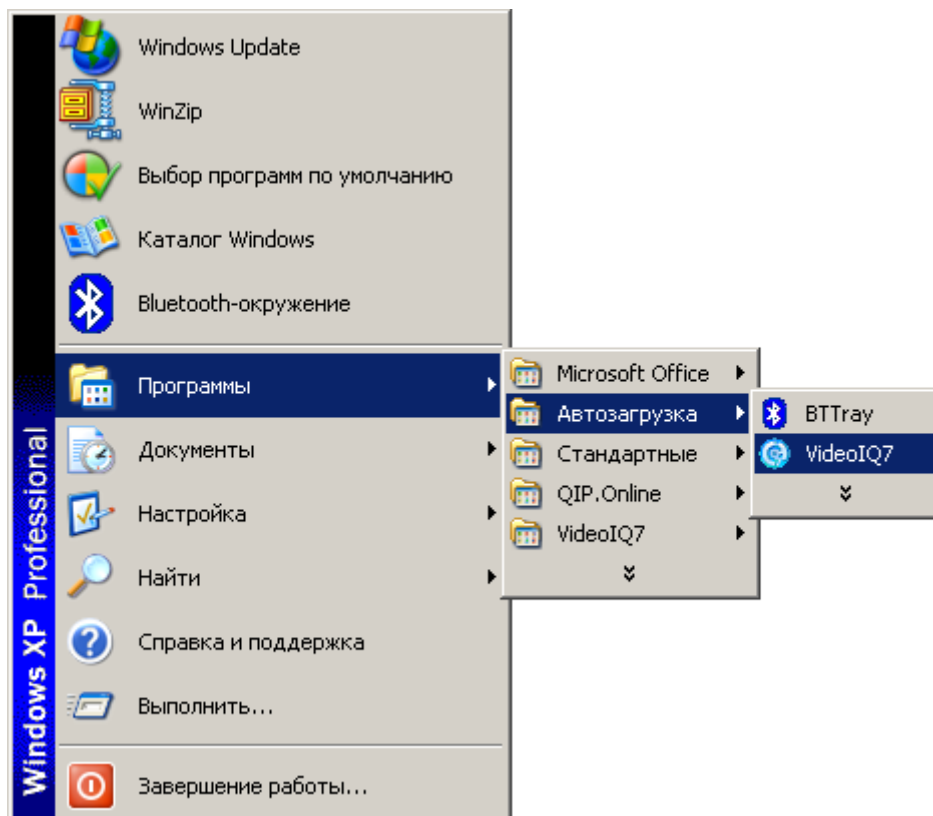 Windows Update
WinZip
Выбор программ по умолчанию
Каталог Windows
Bluetooth-окружение
Программы
Документы
Настройка
Найти
Справка и поддержка
Выполнить...
Завершение работы...
Windows XP Professional
Microsoft Office
Автозагрузка
Стандартные
QIP.Online
VideoIQ7
BTTray
VideoIQ7